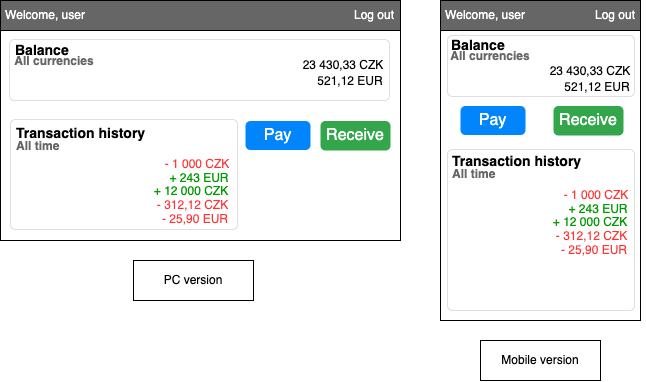 Welcome, user Log out
Balance
All currencies
23 430,33 CZK
521,12 EUR
Transaction history
All time
- 1 000 CZK
+ 243 EUR
+ 12 000 CZK
- 312,12 CZK
- 25,90 EUR
Pay Receive
PC version
Welcome, user Log out
Balance
All currencies
23 430,33 CZK
521,12 EUR
Pay Receive
Transaction history
All time
- 1 000 CZK
+ 243 EUR
+ 12 000 CZK
- 312,12 CZK
- 25,90 EUR
Mobile version